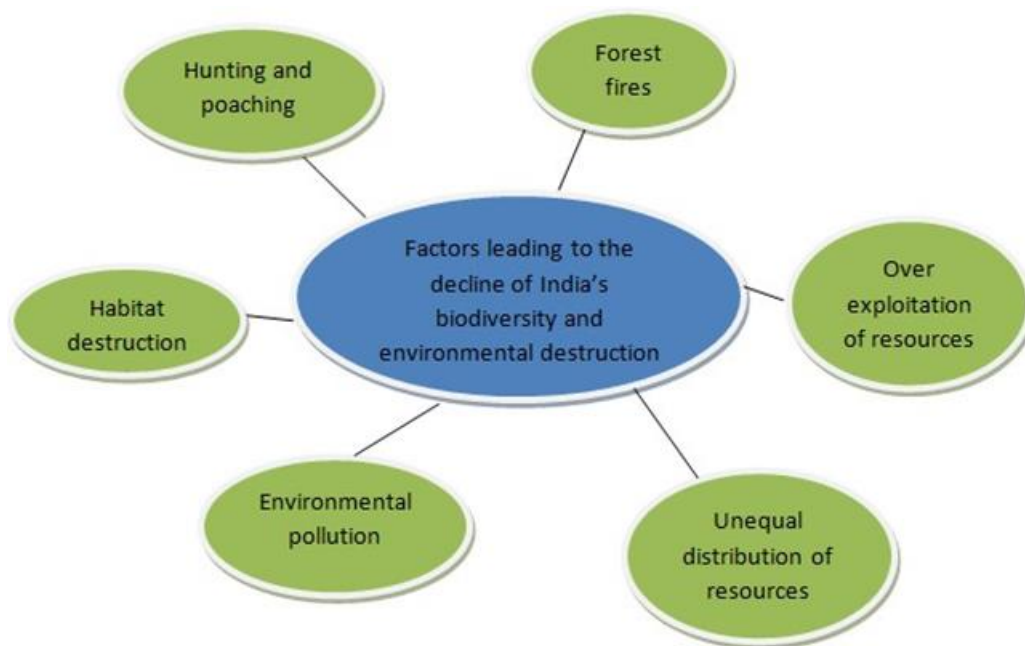 Hunting and
poaching
Forest
fires
Factors leading to the
decline of India’s
biodiversity and
environmental destruction
Habitat
destruction
Over
exploitation
of resources
Environmental
pollution
Unequal
distribution of
resources